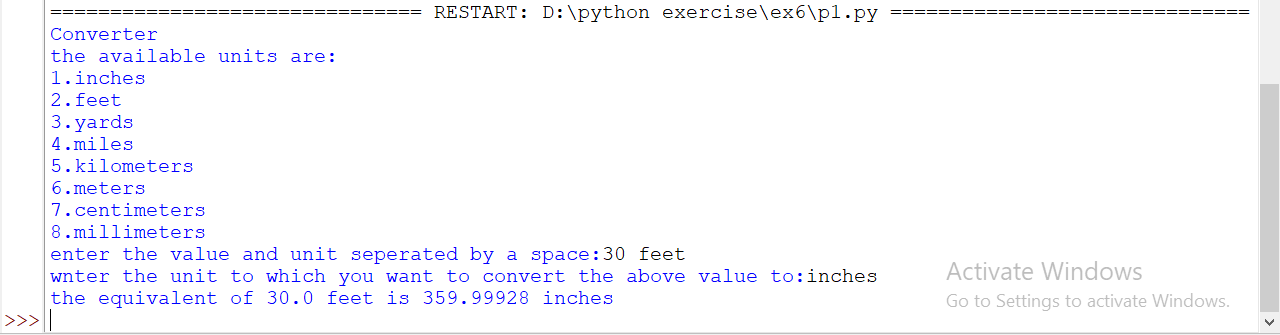 =============================== RESTART: D:\python exercise\ex6\p1.py ==============================
Converter
the available units are:
1.inches
2.feet
3.yards
4.miles
5.kilometers
6.meters
7.centimeters
8.millimeters
enter the value and unit seperated by a space:30 feet
wnter the unit to which you want to convert the above value to:inches
the equivalent of 30.0 feet is 359.99928 inches
>>>
Activate Windows
Go to Settings to activate Windows.